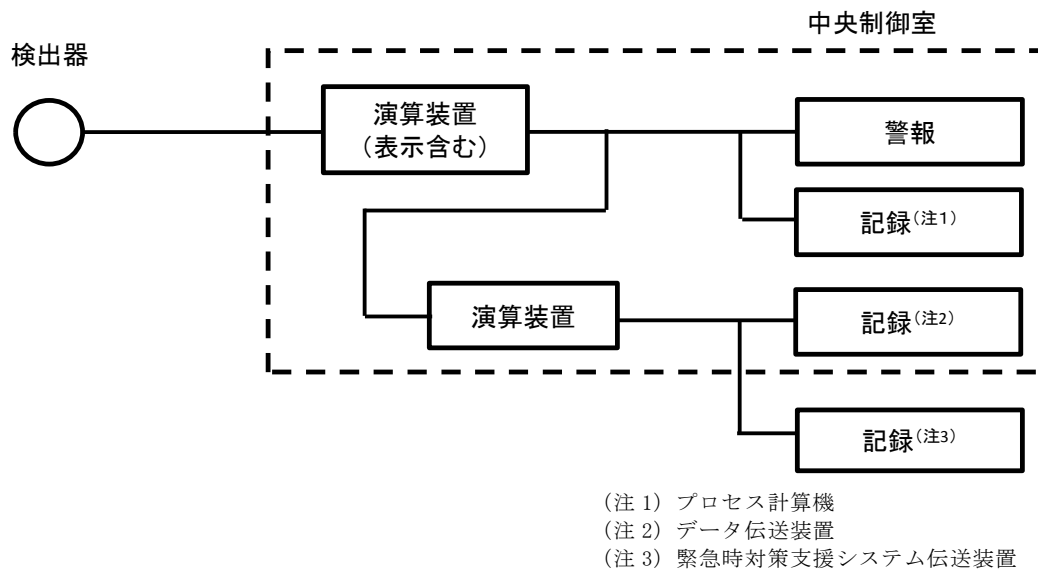 中央制御室
検出器
演算装置
（表示含む）
警報
記録(注1)
演算装置
記録(注2)
記録(注3)
(注 1) プロセス計算機
(注 2) データ伝送装置
(注 3) 緊急時対策支援システム伝送装置